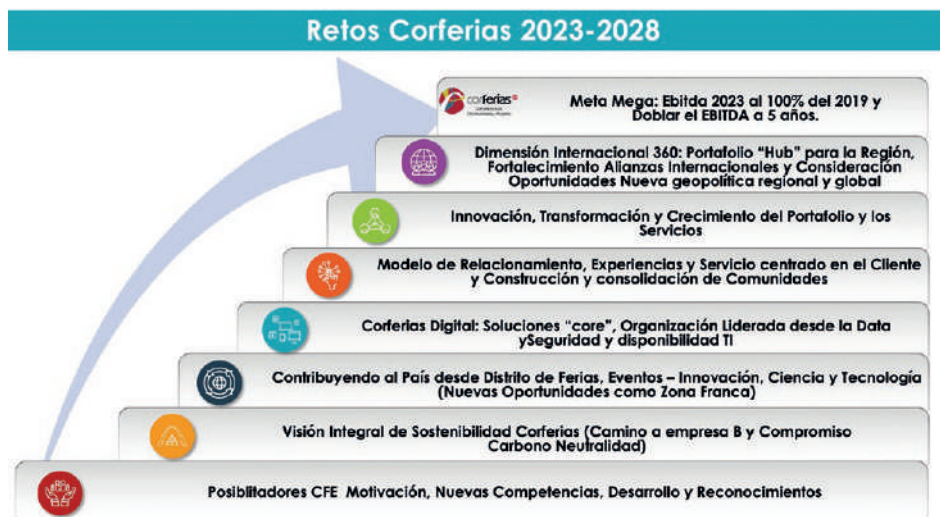 Retos Corferias 2023-2028
corferias
Meta Mega: Ebitda 2023 al 100% del 2019 y
Doblar el EBITDA a 5 años.
Dimensión Internacional 360: Portafolio “Hub” para la Región,
Fortalecimiento Alianzas Internacionales y Consideración
Oportunidades Nueva geopolítica regional y global
Innovación, Transformación y Crecimiento del Portafolio y los
Servicios
Modelo de Relacionamiento, Experiencias y Servicio centrado en el Cliente
y Construcción y consolidación de Comunidades
Corferias Digital: Soluciones “core”, Organización Liderada desde la Data
ySeguridad y disponibilidad TI
Contribuyendo al País desde Distrito de Ferias, Eventos – Innovación, Ciencia y Tecnología
(Nuevas Oportunidades como Zona Franca)
Visión Integral de Sostenibilidad Corferias (Camino a empresa B y Compromiso
Carbono Neutralidad)
Posiblitadores CFE Motivación, Nuevas Competencias, Desarrollo y Reconocimientos